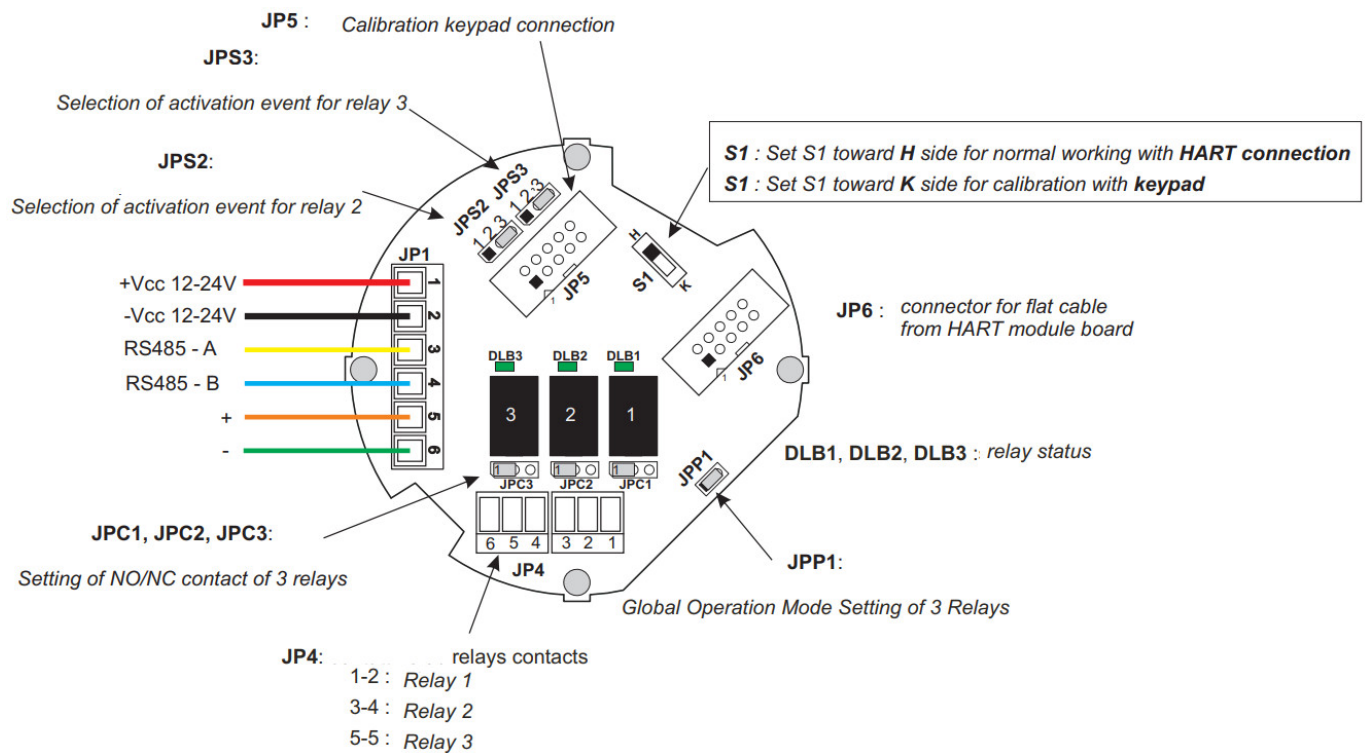 JP5 : Calibration keypad connection
JPS3:
Selection of activation event for relay 3
JPS2:
Selection of activation event for relay 2
S1 : Set S1 toward H side for normal working with HART connection
S1 : Set S1 toward K side for calibration with keypad
JPS3
1 2 3
JPS2
1 2 3
JP5
1
H
S1
K
JP1
+Vcc 12-24V 1
-Vcc 12-24V 2
RS485 - A 3
RS485 - B 4
+ 5
- 6
JP6 : connector for flat cable
from HART module board
JP6
1
DLB3 DLB2 DLB1
3 2 1
1 1 1
JPC3 JPC2 JPC1
6 5 4 3 2 1
JP4
JPP1
DLB1, DLB2, DLB3 : relay status
JPC1, JPC2, JPC3:
Setting of NO/NC contact of 3 relays
JPP1:
Global Operation Mode Setting of 3 Relays
JP4: relays contacts
1-2 : Relay 1
3-4 : Relay 2
5-5 : Relay 3